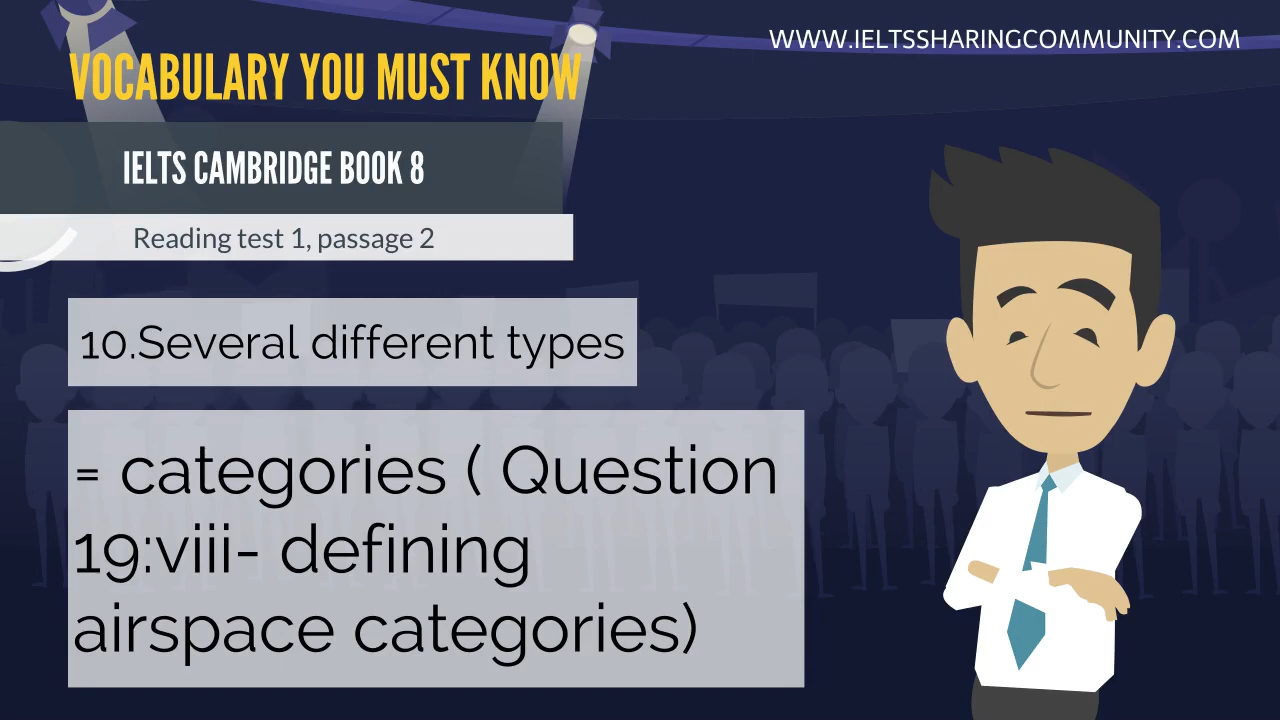 WWW.IELTSSHARINGCOMMUNITY.COM
VOCABULARY YOU MUST KNOW
IELTS CAMBRIDGE BOOK 8
Reading test 1, passage 2
10.Several different types
= categories ( Question
19:viii- defining
airspace categories)